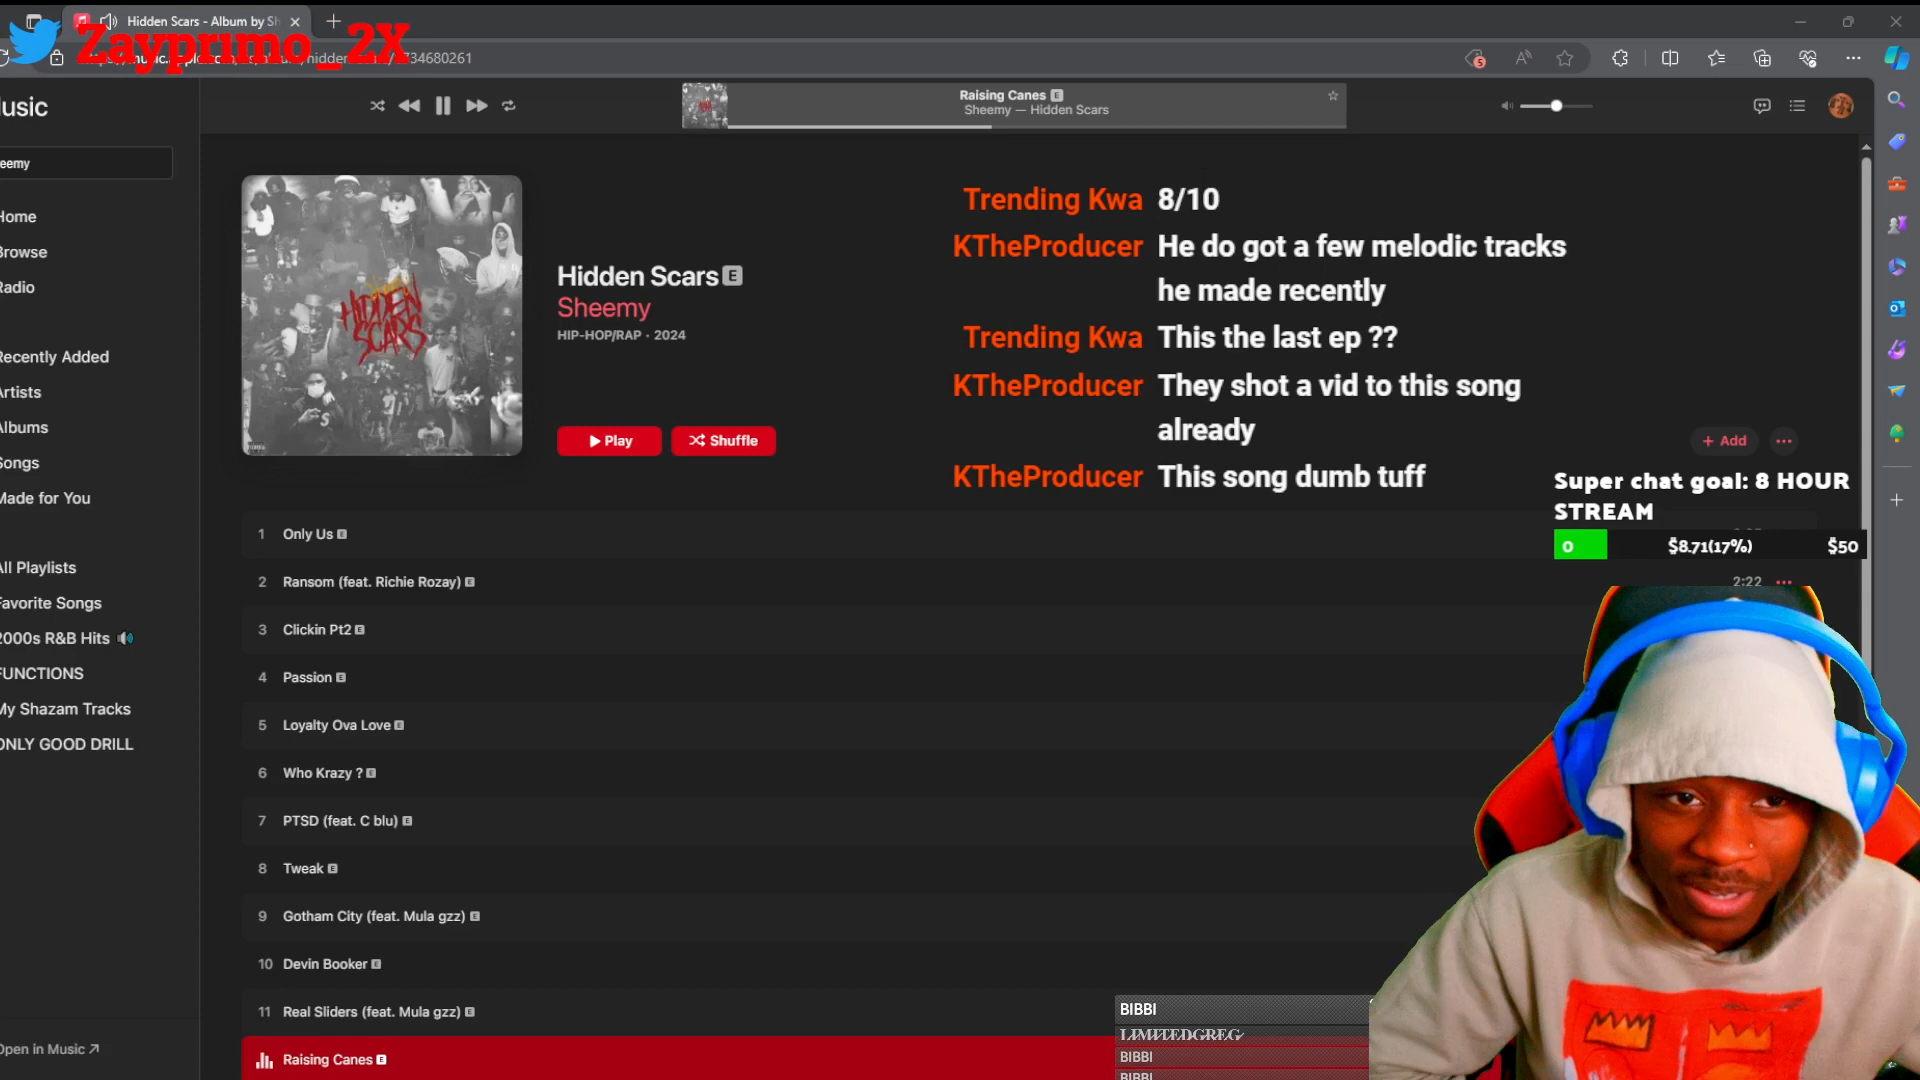 Hidden Scars - Album by Sh
Zayprimo_2X
734680261
5
usic
Raising Canes E
Sheemy — Hidden Scars
eemy
Home
Browse
Radio
Recently Added
Artists
Albums
Songs
Made for You
All Playlists
Favorite Songs
2000s R&B Hits
FUNCTIONS
My Shazam Tracks
ONLY GOOD DRILL
Open in Music
HIDDEN
SCARS
Hidden Scars E
Sheemy
HIP-HOP/RAP · 2024
Play
Shuffle
Trending Kwa 8/10
KTheProducer He do got a few melodic tracks
he made recently
Trending Kwa This the last ep ??
KTheProducer They shot a vid to this song
already
KTheProducer This song dumb tuff
+ Add
Super chat goal: 8 HOUR
STREAM
0 $8.71(17%) $50
1 Only Us E
2 Ransom (feat. Richie Rozay) E 2:22
3 Clickin Pt2 E
4 Passion E
5 Loyalty Ova Love E
6 Who Krazy ? E
7 PTSD (feat. C blu) E
8 Tweak E
9 Gotham City (feat. Mula gzz) E
10 Devin Booker E
11 Real Sliders (feat. Mula gzz) E
Raising Canes E
BIBBI
LIMITEDGREG
BIBBI
BIBBI